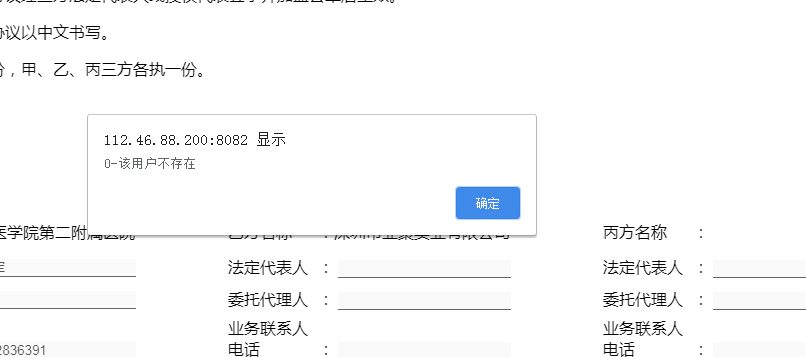 协议以中文书写。
份，甲、乙、丙三方各执一份。
112.46.88.200:8082 显示
0-该用户不存在
确定
医学院第二附属医院
丙方名称 :
法定代表人 :
法定代表人 :
委托代理人 :
委托代理人 :
业务联系人
业务联系人
2836391
电话 :
电话 :